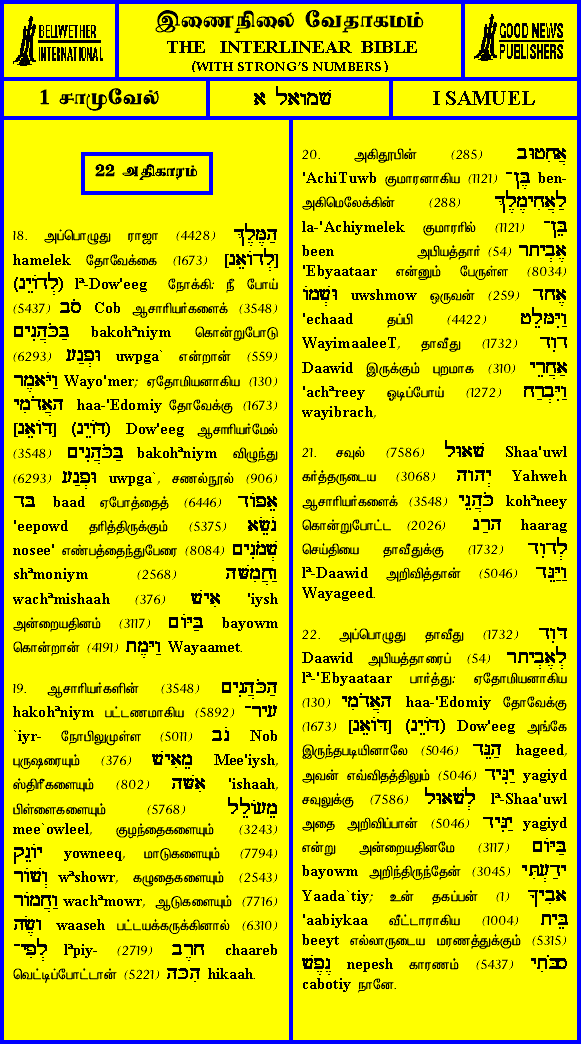 BELLWETHER
INTERNATIONAL
இணைநிலை வேதாகமம்
THE INTERLINEAR BIBLE
(WITH STRONG'S NUMBERS)
GOOD NEWS
PUBLISHERS
1 சாமுவேல்
שמואל א
I SAMUEL
22 அதிகாரம்
18. அப்பொழுது ராஜா (4428) הַמֶּלֶךְ
hamelek தோவேக்கை (1673) [לְדוֹאֵג]
(לְדוֹיֵג) lª-Dow'eeg நோக்கி: நீ போய்
(5437) סֹב Cob ஆசாரியர்களைக் (3548)
בַּכֹּהֲנִים bakohªniym கொன்றுபோடு
(6293) וּפְגַע uwpga` என்றான் (559)
וַיֹּאמֶר Wayo'mer; ஏதோமியனாகிய (130)
הָאֲדֹמִי haa-'Edomiy தோவேக்கு (1673)
[דּוֹאֵג] (דּוֹיֵג) Dow'eeg ஆசாரியர்மேல்
(3548) בַּכֹּהֲנִים bakohªniym விழுந்து
(6293) וּפְגַע uwpga`, சணல்நூல் (906)
בַּד baad ஏபோத்தைத் (6446) אֵפוֹד
'eepowd தரித்திருக்கும் (5375) נֹשֵׂא
nosee' எண்பத்தைந்துபேரை (8084) שְׁמֹנִים
shªmoniym (2568) וַחֲמִשָּׁה
wachªmishaah (376) אִישׁ 'iysh
அன்றையதினம் (3117) בַּיּוֹם bayowm
கொன்றான் (4191) וַיָּמֶת Wayaamet.
19. ஆசாரியர்களின் (3548) הַכֹּהֲנִים
hakohªniym பட்டணமாகிய (5892) עִיר־
`iyr- நோபிலுமுள்ள (5011) נֹב Nob
புருஷரையும் (376) מֵאִישׁ Mee'iysh,
ஸ்திரீகளையும் (802) אִשָּׁה 'ishaah,
பிள்ளைகளையும் (5768) מֵעוֹלֵל
mee`owleel, குழந்தைகளையும் (3243)
יוֹנֵק yowneeq, மாடுகளையும் (7794)
וְשׁוֹר wªshowr, கழுதைகளையும் (2543)
וַחֲמוֹר wachªmowr, ஆடுகளையும் (7716)
וָשֶׂה waaseh பட்டயக்கருக்கினால் (6310)
לְפִי־ lªpiy- (2719) חָרֶב chaareb
வெட்டிப்போட்டான் (5221) הִכָּה hikaah.
20. அகிதூபின் (285) אֲחִטוּב
'AchiTuwb குமாரனாகிய (1121) בֶּן־ ben-
அகிமெலேக்கின் (288) לַאֲחִימֶלֶךְ
la-'Achiymelek குமாரரில் (1121) בֵּן־
been அபியத்தார் (54) אֶבְיָתָר
'Ebyaataar என்னும் பேருள்ள (8034)
וּשְׁמוֹ uwshmow ஒருவன் (259) אֶחָד
'echaad தப்பி (4422) וַיִּמָּלֵט
WayimaaleeT, தாவீது (1732) דָוִד
Daawid இருக்கும் புறமாக (310) אַחֲרֵי
'achªreey ஓடிப்போய் (1272) וַיִּבְרַח
wayibrach,
21. சவுல் (7586) שָׁאוּל Shaa'uwl
கர்த்தருடைய (3068) יְהוָה Yahweh
ஆசாரியர்களைக் (3548) כֹּהֲנֵי kohªneey
கொன்றுபோட்ட (2026) הָרַג haarag
செய்தியை தாவீதுக்கு (1732) לְדָוִד
lª-Daawid அறிவித்தான் (5046) וַיַּגֵּד
Wayageed.
22. அப்பொழுது தாவீது (1732) דָּוִד
Daawid அபியத்தாரைப் (54) לְאֶבְיָתָר
lª-'Ebyaataar பார்த்து: ஏதோமியனாகிய
(130) הָאֲדֹמִי haa-'Edomiy தோவேக்கு
(1673) [דּוֹאֵג] (דּוֹיֵג) Dow'eeg அங்கே
இருந்தபடியினாலே (5046) הַגֵּד hageed,
அவன் எவ்விதத்திலும் (5046) יַגִּיד yagiyd
சவுலுக்கு (7586) לְשָׁאוּל lª-Shaa'uwl
அதை அறிவிப்பான் (5046) יַגִּיד yagiyd
என்று அன்றையதினமே (3117) בַּיּוֹם
bayowm அறிந்திருந்தேன் (3045) יָדַעְתִּי
Yaada`tiy; உன் தகப்பன் (1) אָבִיךָ
'aabiykaa வீட்டாராகிய (1004) בֵּית
beeyt எல்லாருடைய மரணத்துக்கும் (5315)
נֶפֶשׁ nepesh காரணம் (5437) סַבֹּתִי
cabotiy நானே.